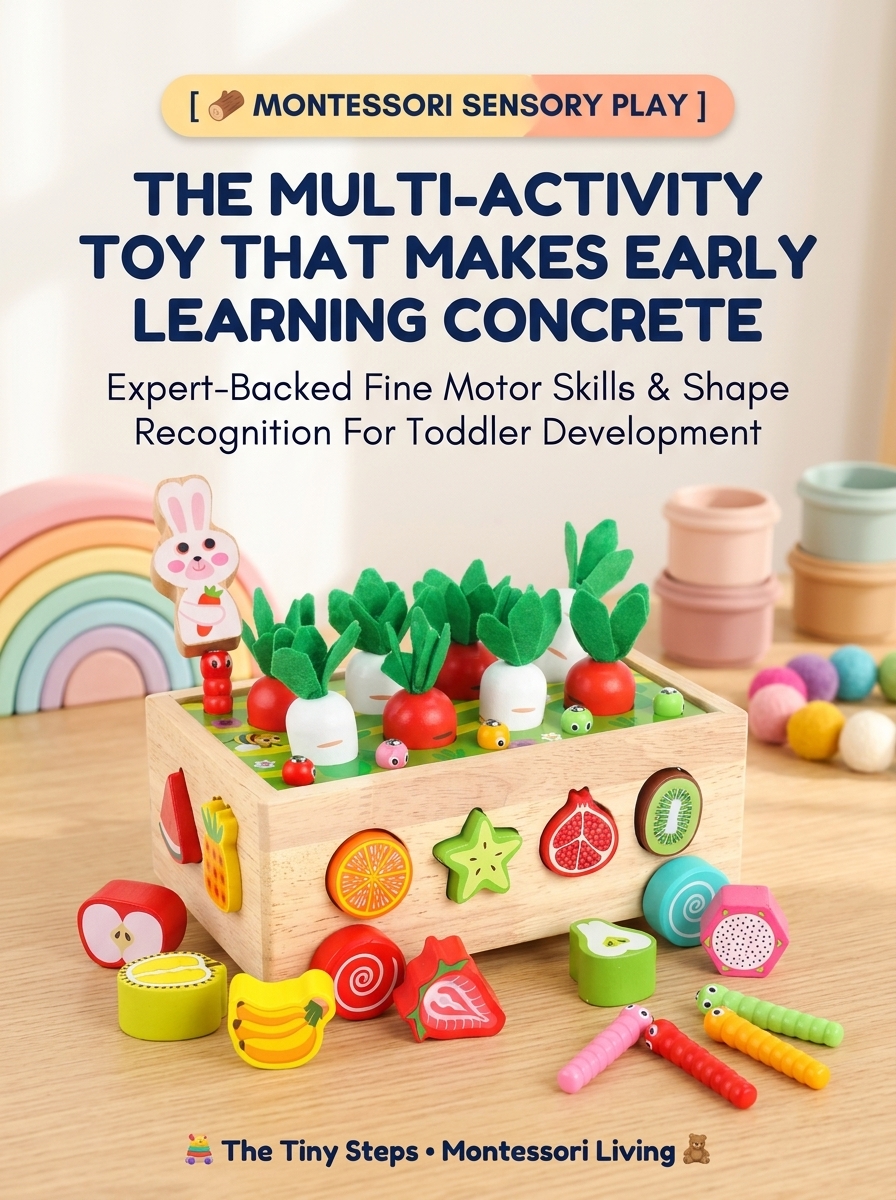 [ 🪵 MONTESSORI SENSORY PLAY ]
THE MULTI-ACTIVITY
TOY THAT MAKES EARLY
LEARNING CONCRETE
Expert-Backed Fine Motor Skills & Shape
Recognition For Toddler Development
The Tiny Steps • Montessori Living